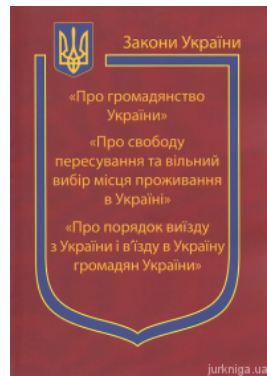 Закони України
«Про громадянство
України»
«Про свободу
пересування та вільний
вибір місця проживання
в Україні»
«Про порядок виїзду
з України і в'їзду в Україну
громадян України»
jurkniga.ua